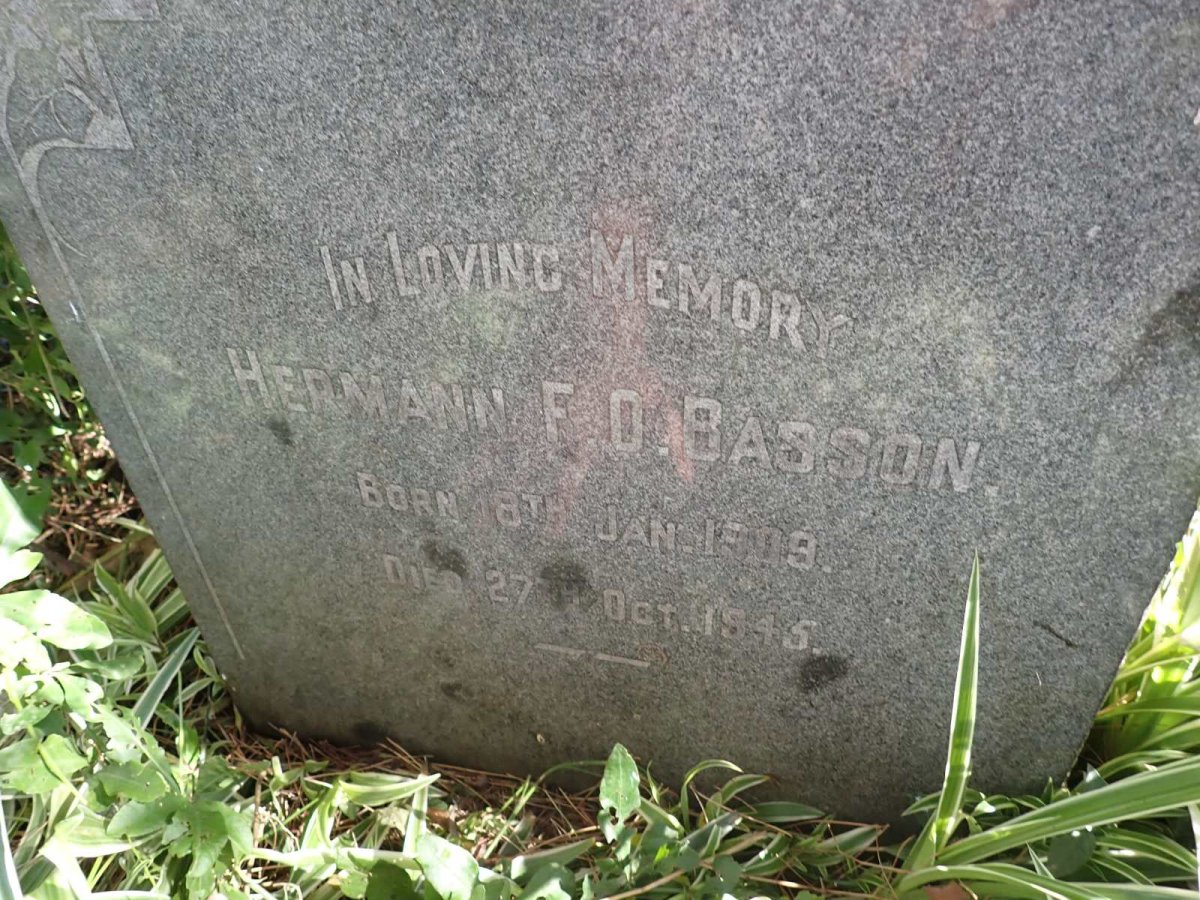 IN LOVING MEMORY
HERMANN F. O. BASSON.
BORN 18TH JAN. 1909.
DIED 27TH OCT. 1946.